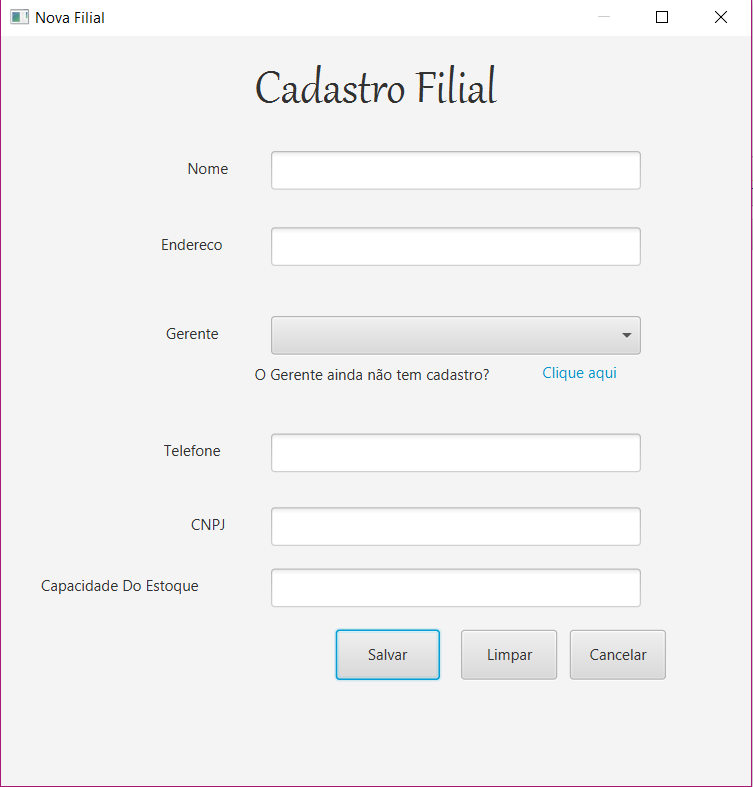 Nova Filial
Cadastro Filial
Nome
Endereco
Gerente
O Gerente ainda não tem cadastro? Clique aqui
Telefone
CNPJ
Capacidade Do Estoque
Salvar Limpar Cancelar